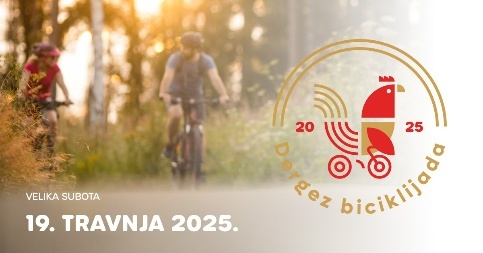 20 25
Dergez biciklijada
VELIKA SUBOTA
19. TRAVNJA 2025.